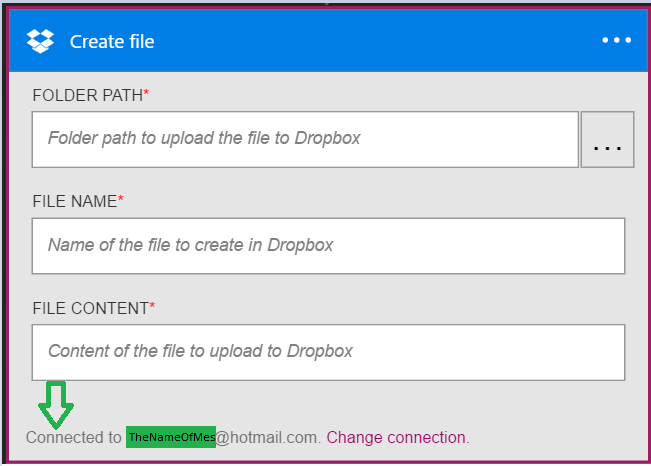 Create file
...
FOLDER PATH*
Folder path to upload the file to Dropbox
...
FILE NAME*
Name of the file to create in Dropbox
FILE CONTENT*
Content of the file to upload to Dropbox
Connected to TheNameOfMes@hotmail.com. Change connection.